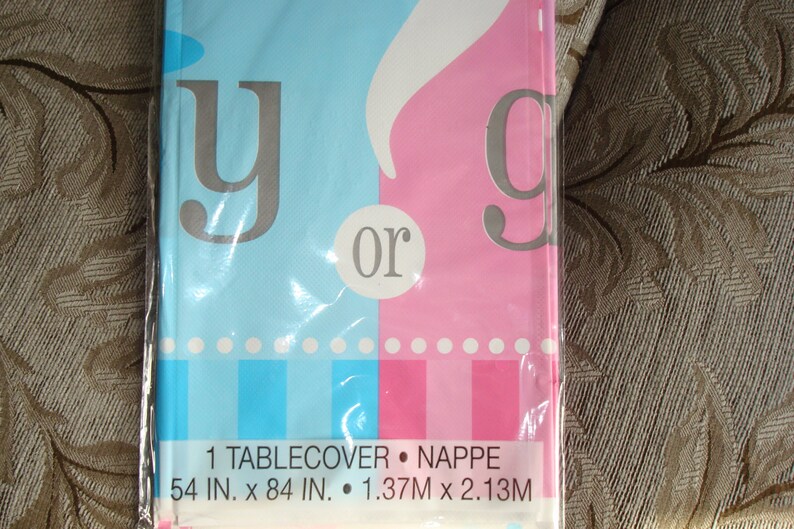 y or g
1 TABLECOVER • NAPPE
54 IN. x 84 IN. • 1.37M x 2.13M